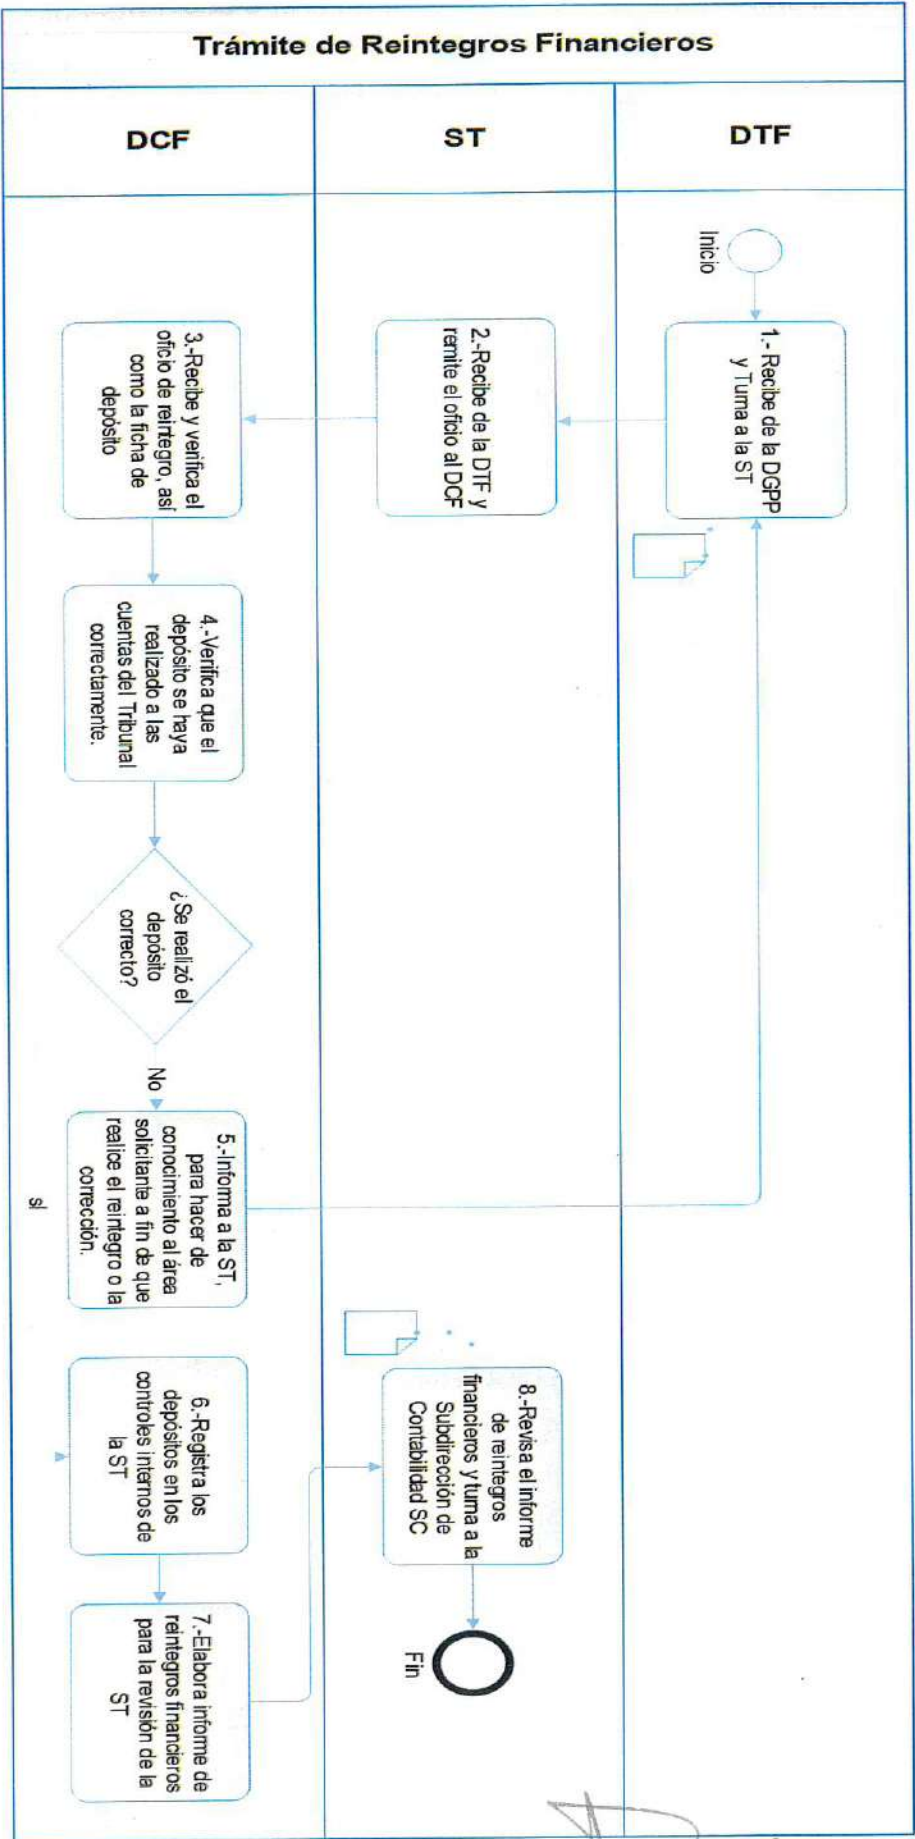 Trámite de Reintegros Financieros
DTF
ST
DCF
Inicio
1.- Recibe de la DGPP
y Turna a la ST
2.-Recibe de la DTF y
remite el oficio al DCF
3.-Recibe y verifica el
oficio de reintegro, así
como la ficha de
depósito
4.-Verifica que el
depósito se haya
realizado a las
cuentas del Tribunal
correctamente.
¿Se realizó el
depósito
correcto?
No
5.-Informa a la ST,
para hacer de
conocimiento al área
solicitante a fin de que
realice el reintegro o la
corrección.
sí
6.-Registra los
depósitos en los
controles internos de
la ST
7.-Elabora informe de
reintegros financieros
para la revisión de la
ST
8.-Revisa el informe
de reintegros
financieros y turna a la
Subdirección de
Contabilidad SC
Fin